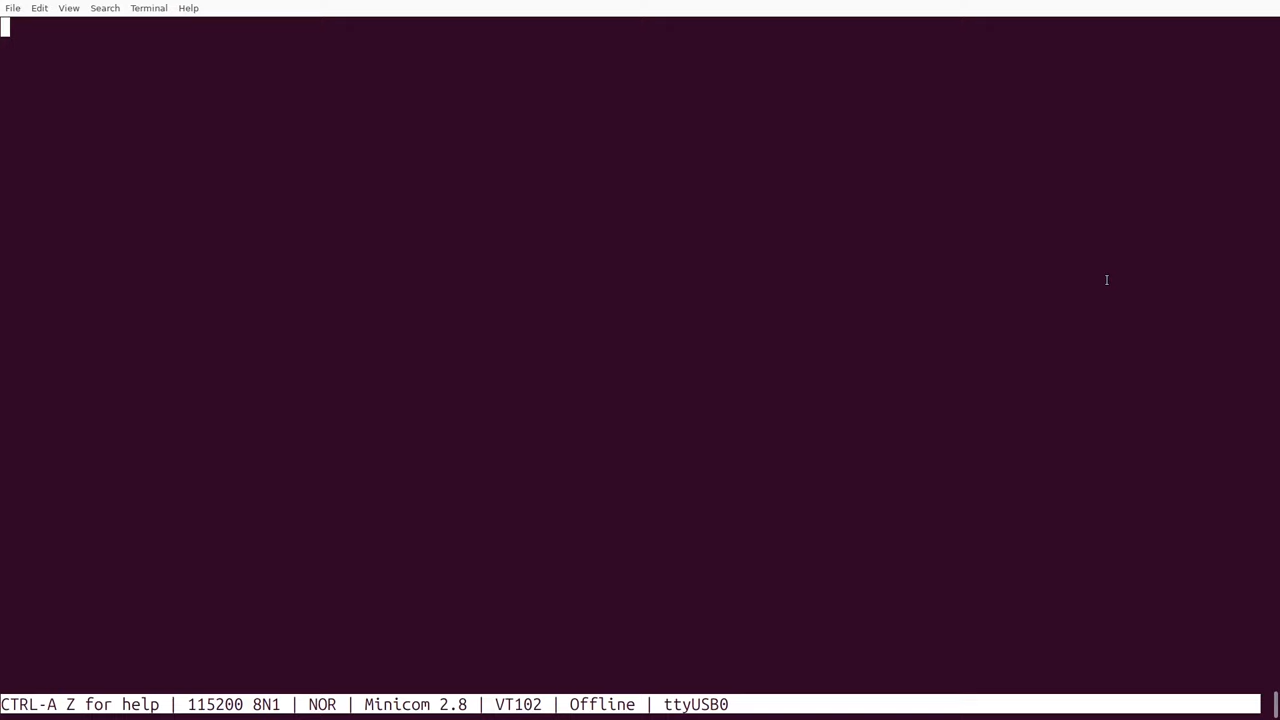 File Edit View Search Terminal Help
CTRL-A Z for help | 115200 8N1 | NOR | Minicom 2.8 | VT102 | Offline | ttyUSB0